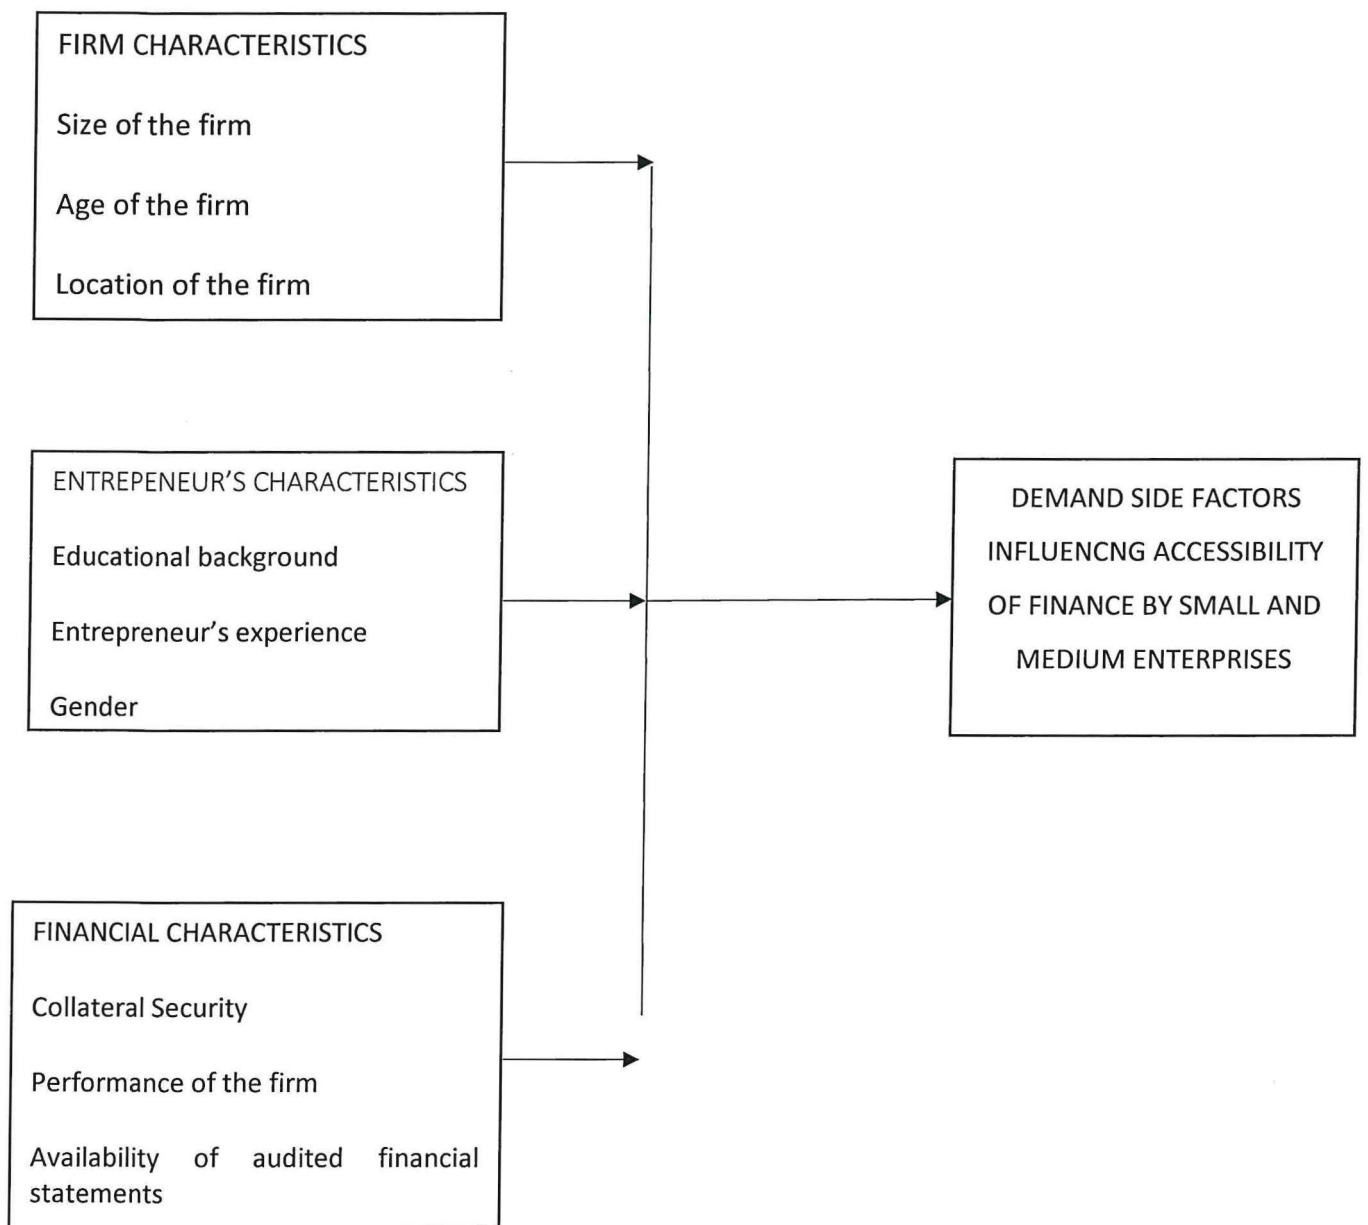 FIRM CHARACTERISTICS
Size of the firm
Age of the firm
Location of the firm
ENTREPENEUR'S CHARACTERISTICS
Educational background
Entrepreneur's experience
Gender
DEMAND SIDE FACTORS
INFLUENCNG ACCESSIBILITY
OF FINANCE BY SMALL AND
MEDIUM ENTERPRISES
FINANCIAL CHARACTERISTICS
Collateral Security
Performance of the firm
Availability of audited financial
statements